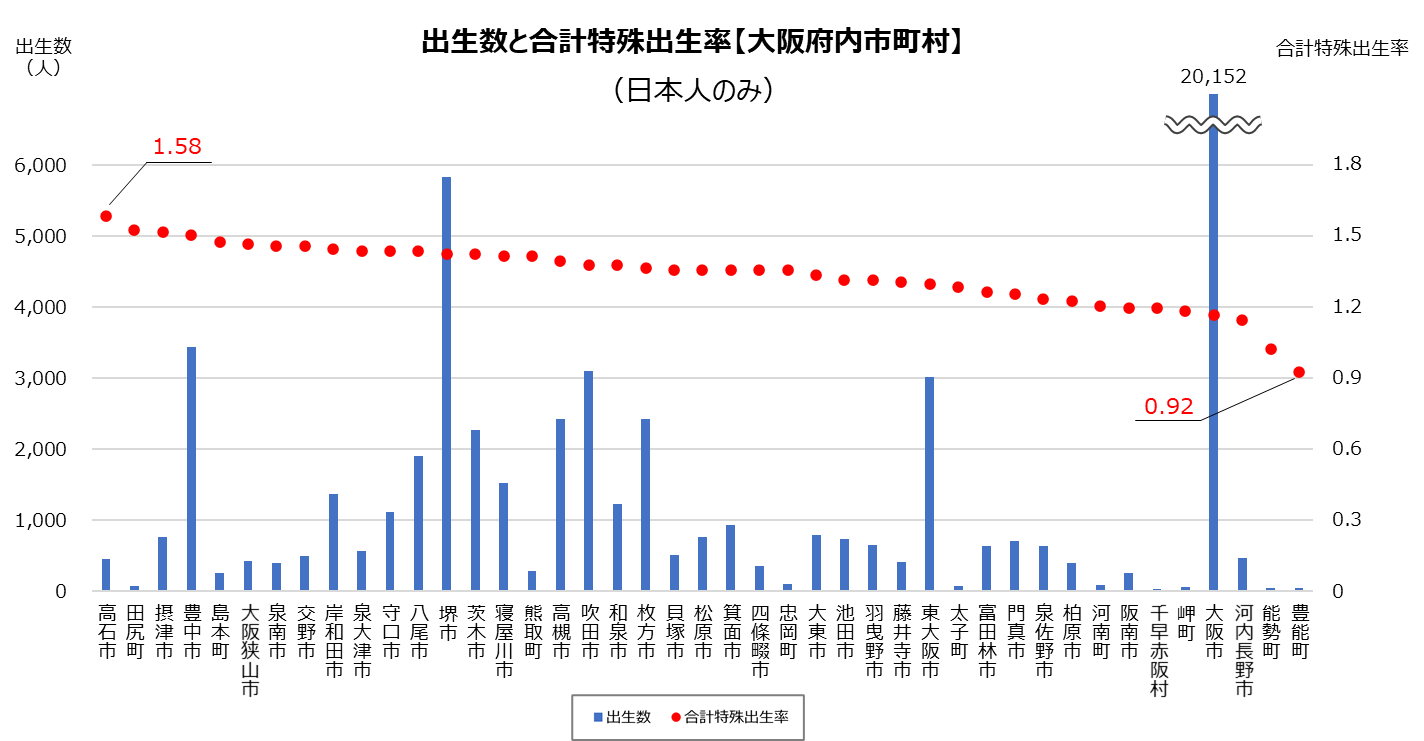 出生数と合計特殊出生率【大阪府内市町村】
（日本人のみ）
出生数
（人）
合計特殊出生率
20,152
1.58
0.92
6,000
5,000
4,000
3,000
2,000
1,000
0
1.8
1.5
1.2
0.9
0.6
0.3
0
高石市
田尻町
摂津市
豊中市
島本町
大阪狭山市
泉南市
交野市
岸和田市
泉大津市
守口市
八尾市
堺市
茨木市
寝屋川市
熊取町
高槻市
吹田市
和泉市
枚方市
貝塚市
松原市
箕面市
四條畷市
忠岡町
大東市
池田市
羽曳野市
藤井寺市
東大阪市
太子町
富田林市
門真市
泉佐野市
柏原市
河南町
阪南市
千早赤阪村
岬町
大阪市
河内長野市
能勢町
豊能町
出生数
合計特殊出生率